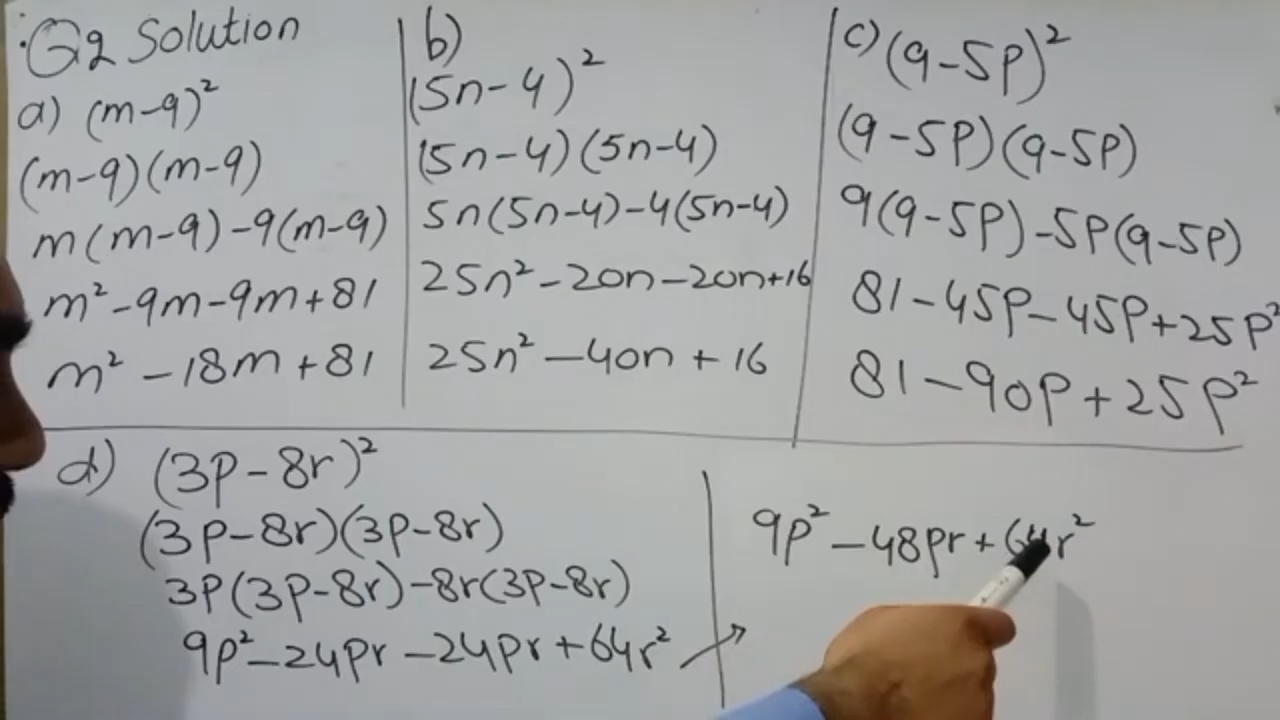 Q2 Solution
a) (m-9)²
(m-9)(m-9)
m(m-9)-9(m-9)
m²-9m-9m+81
m²-18m+81
b)
(5n-4)²
(5n-4)(5n-4)
5n(5n-4)-4(5n-4)
25n²-20n-20n+16
25n²-40n+16
c) (9-5p)²
(9-5p)(9-5p)
9(9-5p)-5p(9-5p)
81-45p-45p+25p²
81-90p+25p²
d) (3p-8r)²
(3p-8r)(3p-8r)
3p(3p-8r)-8r(3p-8r)
9p²-24pr-24pr+64r² →
9p²-48pr+64r²